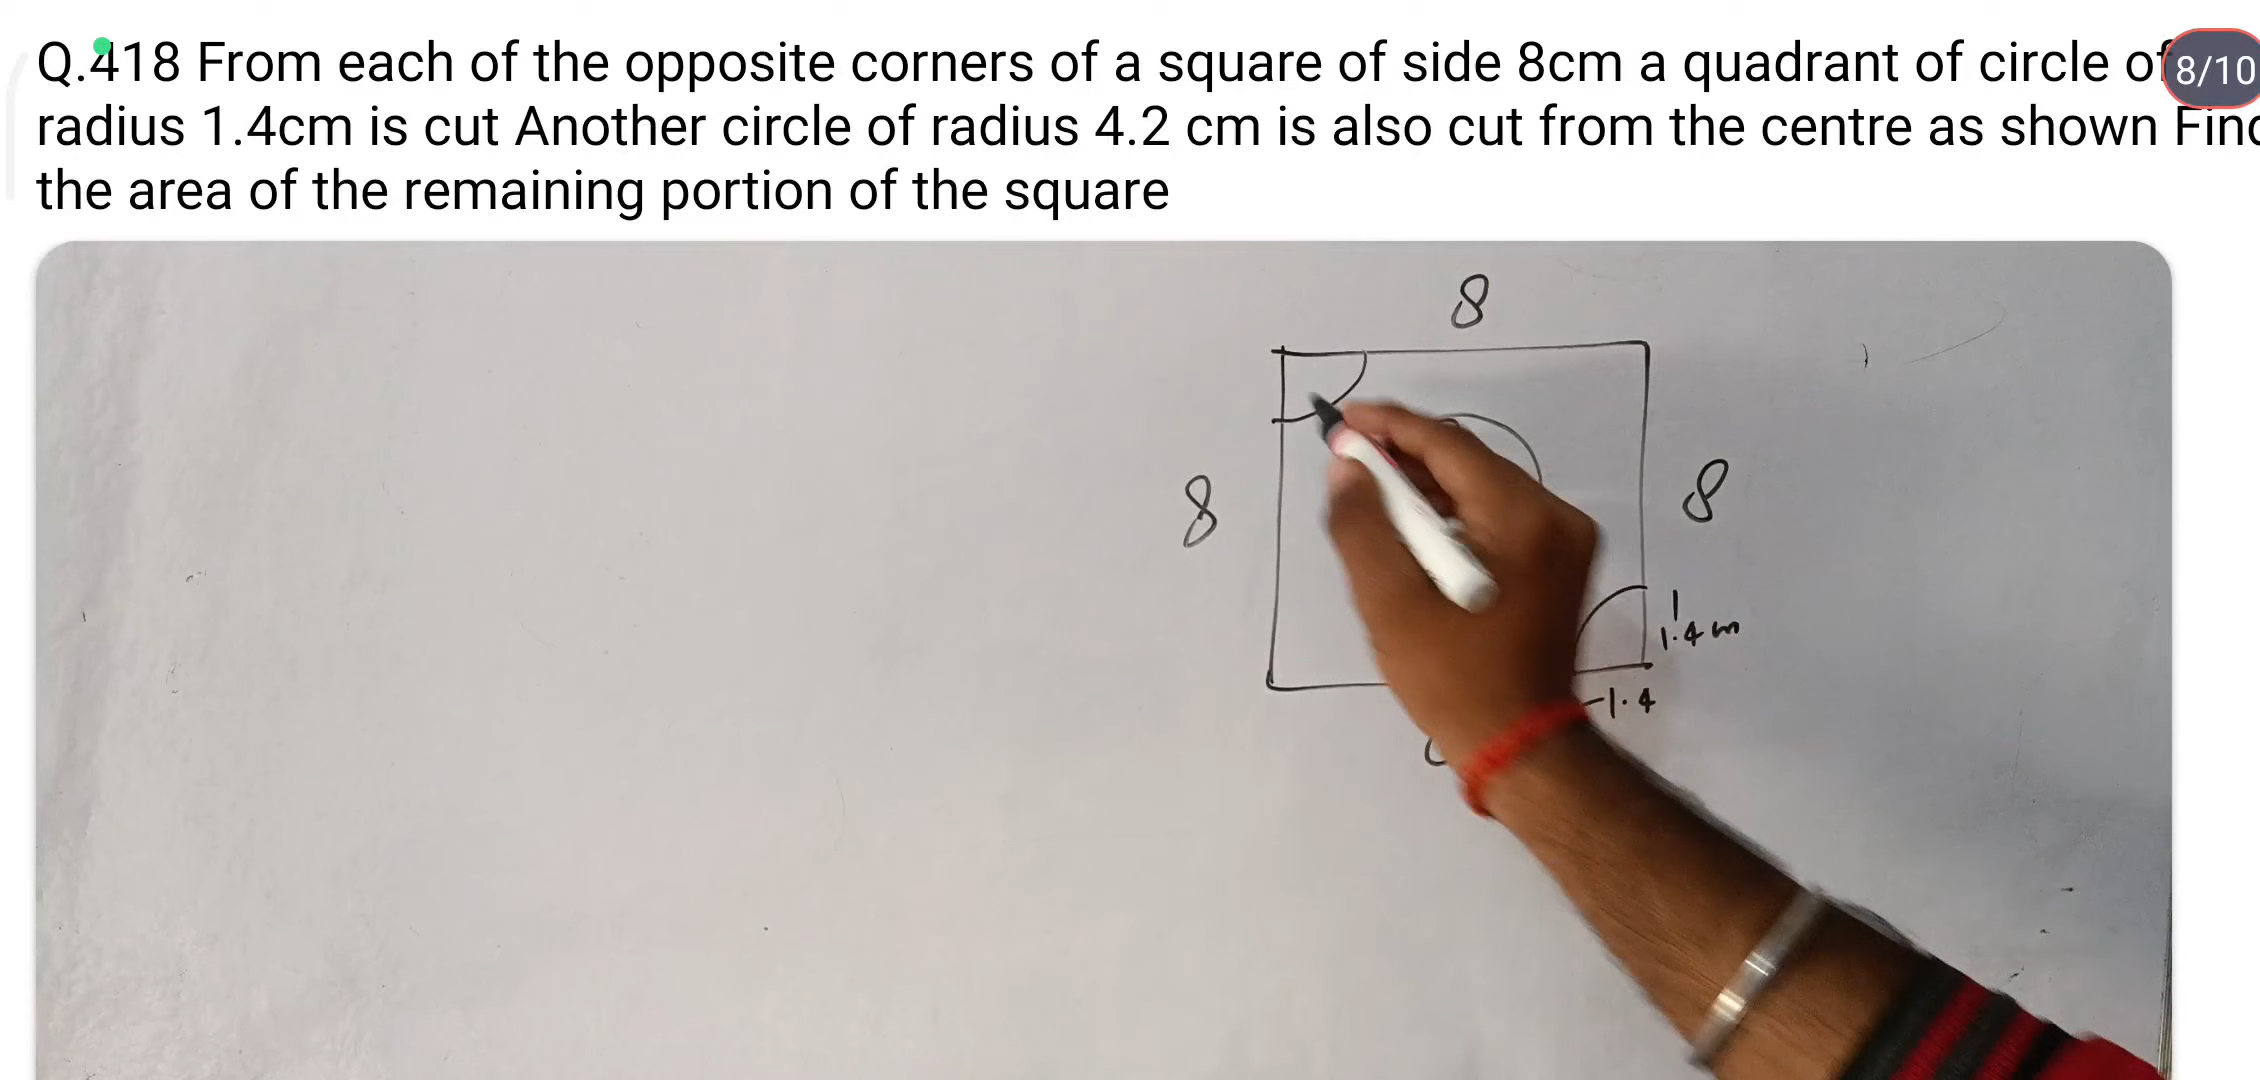 Q.418 From each of the opposite corners of a square of side 8cm a quadrant of circle of 8/10
radius 1.4cm is cut Another circle of radius 4.2 cm is also cut from the centre as shown Find
the area of the remaining portion of the square
8
8
8
1.4 m
1.4